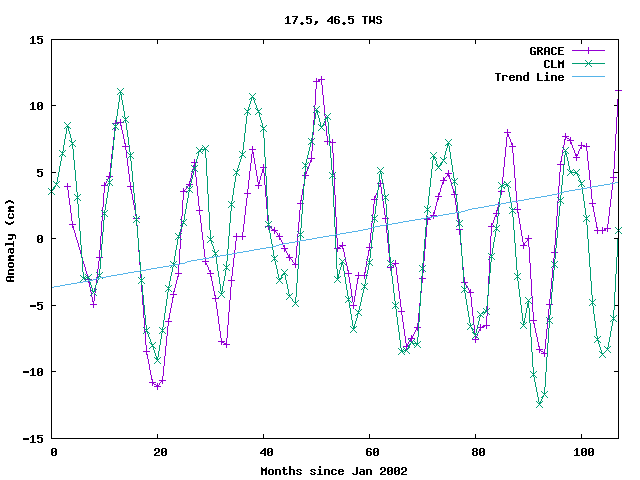 17.5, 46.5 TWS
GRACE
CLM
Trend Line
15
10
5
0
-5
-10
-15
Anomaly (cm)
0 20 40 60 80 100
Months since Jan 2002